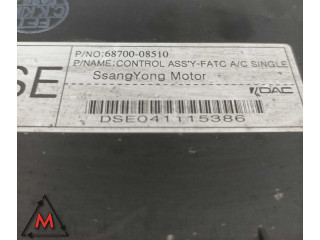 P/NO:68700-08510
P/NAME:CONTROL ASS'Y-FATC A/C SINGLE
SE
SsangYong Motor
DAC
DSE041115386
M